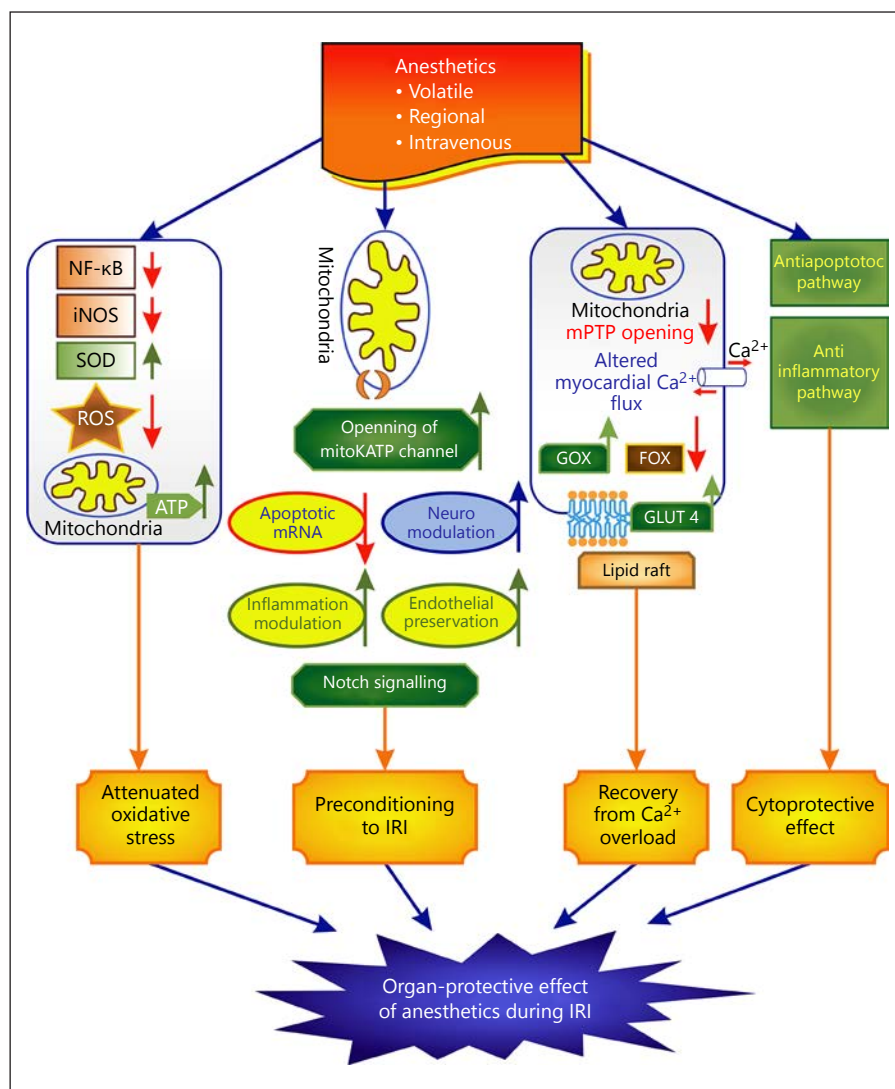 Anesthetics
• Volatile
• Regional
• Intravenous
NF-κB
iNOS
SOD
ROS
ATP
Mitochondria
Mitochondria
Openning of
mitoKATP channel
Apoptotic
mRNA
Neuro
modulation
Inflammation
modulation
Endothelial
preservation
Notch signalling
Mitochondria
mPTP opening
Ca²⁺
Altered
myocardial Ca²⁺
flux
GOX
FOX
GLUT 4
Lipid raft
Antiapoptotoc
pathway
Anti
inflammatory
pathway
Attenuated
oxidative
stress
Preconditioning
to IRI
Recovery
from Ca²⁺
overload
Cytoprotective
effect
Organ-protective effect
of anesthetics during IRI